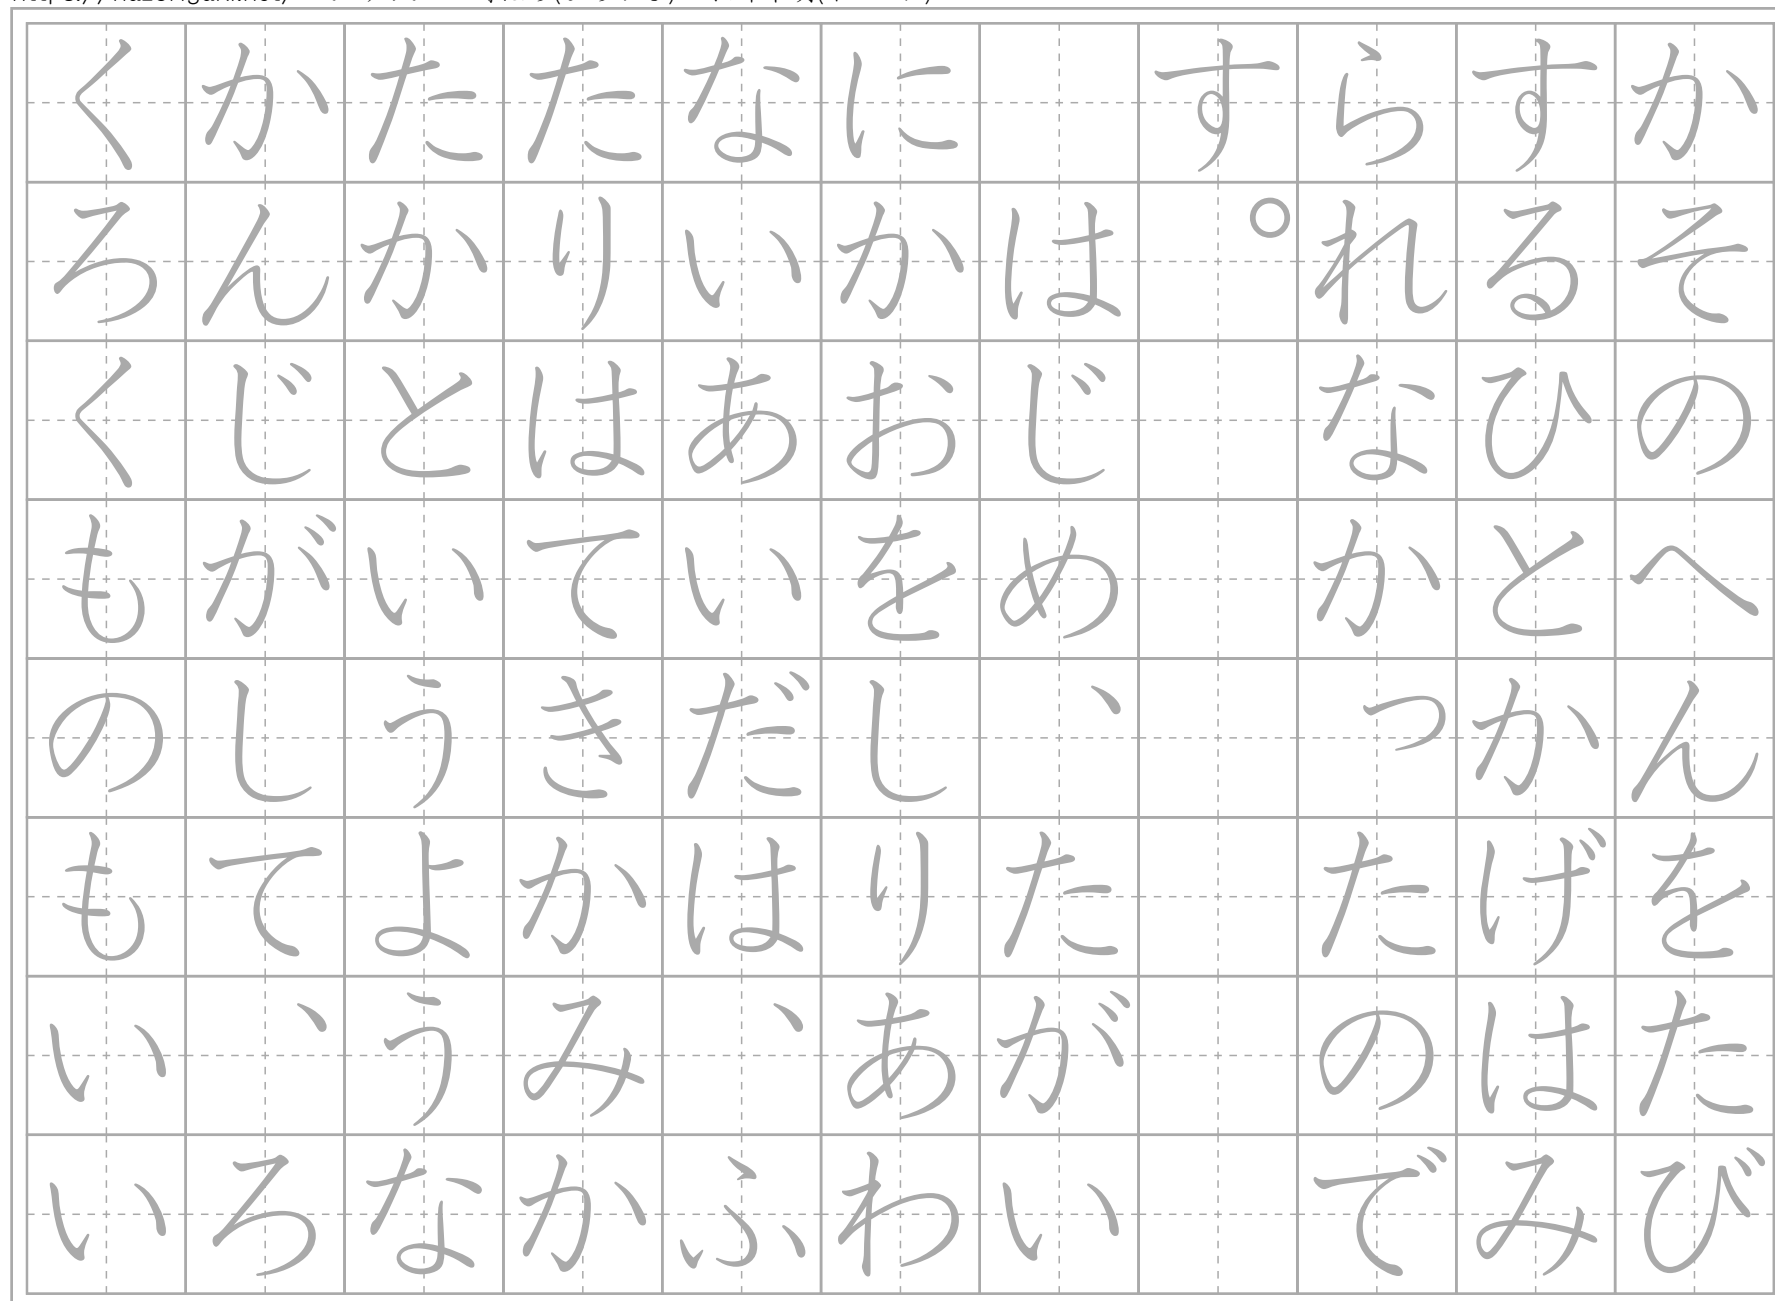 かそのへんをたび
するひとかげはみ
られなかったので
す。
　はじめ、たがい
にかおをしりあわ
ないあいだは、ふ
たりはてきかみか
たかというような
かんじがして、ろ
くろくものもいい